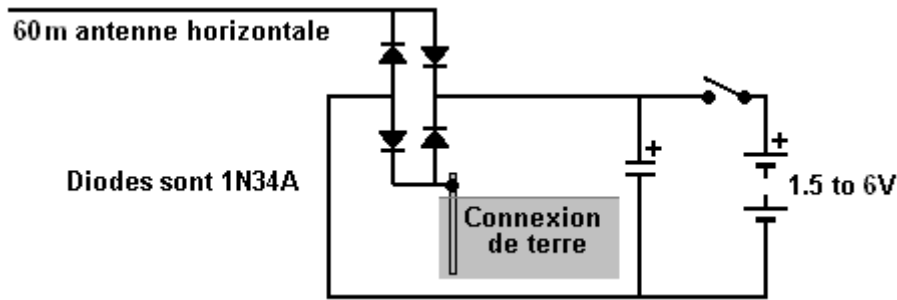 60m antenne horizontale
+
+
Diodes sont 1N34A
1.5 to 6V
Connexion
de terre